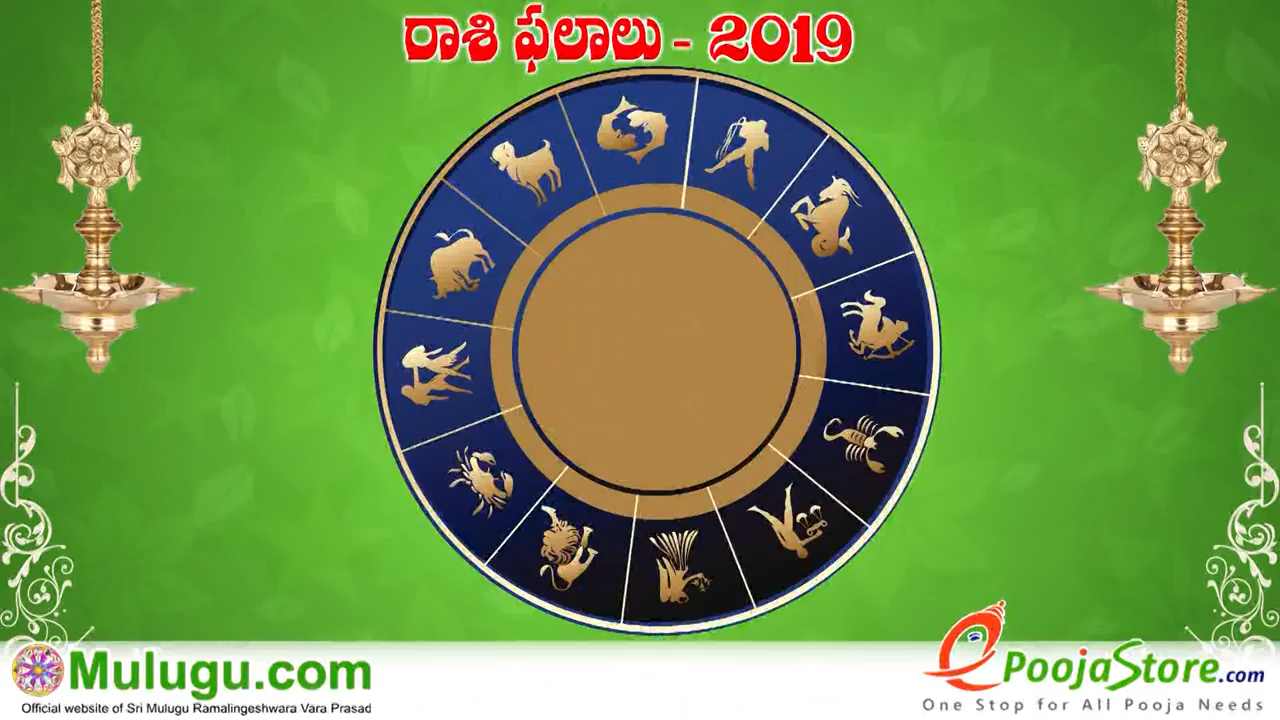 రాశి ఫలాలు - 2019
Mulugu.com
Official website of Sri Mulugu Ramalingeshwara Vara Prasad
ePoojaStore.com
One Stop for All Pooja Needs